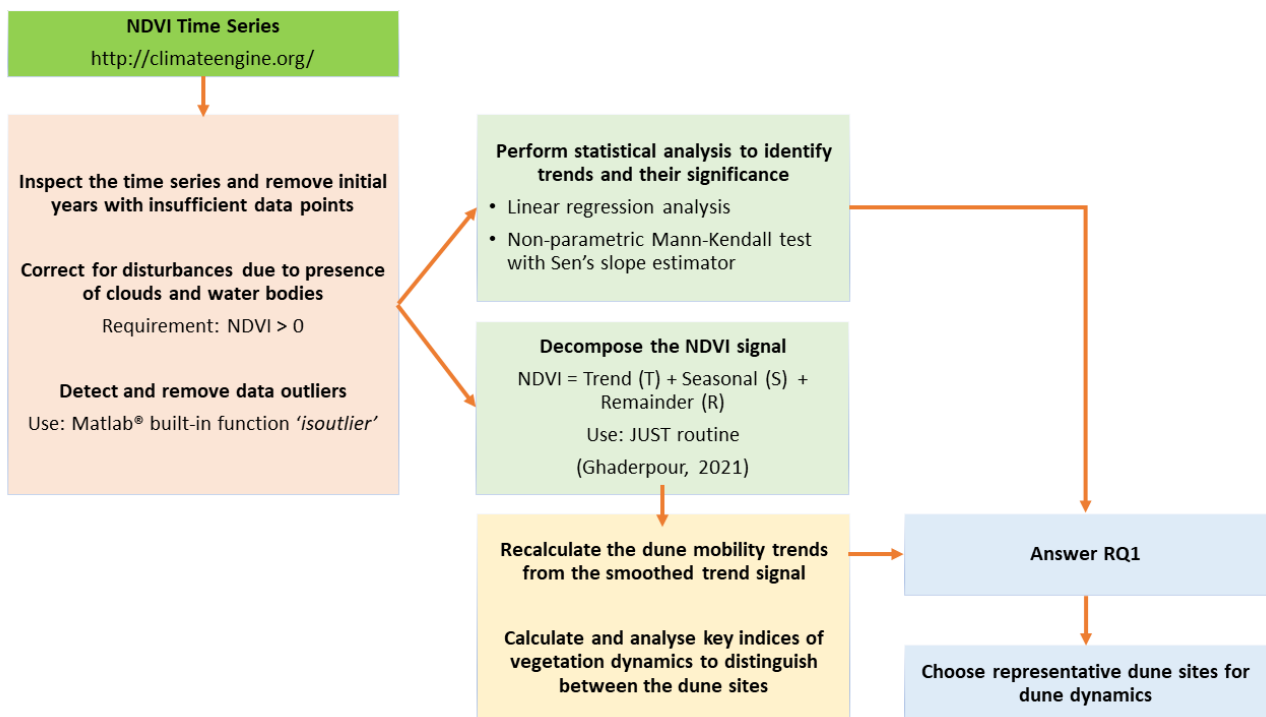 NDVI Time Series
http://climateengine.org/
Inspect the time series and remove initial
years with insufficient data points
Correct for disturbances due to presence
of clouds and water bodies
Requirement: NDVI > 0
Detect and remove data outliers
Use: Matlab® built-in function ‘isoutlier’
Perform statistical analysis to identify
trends and their significance
• Linear regression analysis
• Non-parametric Mann-Kendall test
with Sen’s slope estimator
Decompose the NDVI signal
NDVI = Trend (T) + Seasonal (S) +
Remainder (R)
Use: JUST routine
(Ghaderpour, 2021)
Recalculate the dune mobility trends
from the smoothed trend signal
Calculate and analyse key indices of
vegetation dynamics to distinguish
between the dune sites
Answer RQ1
Choose representative dune sites for
dune dynamics